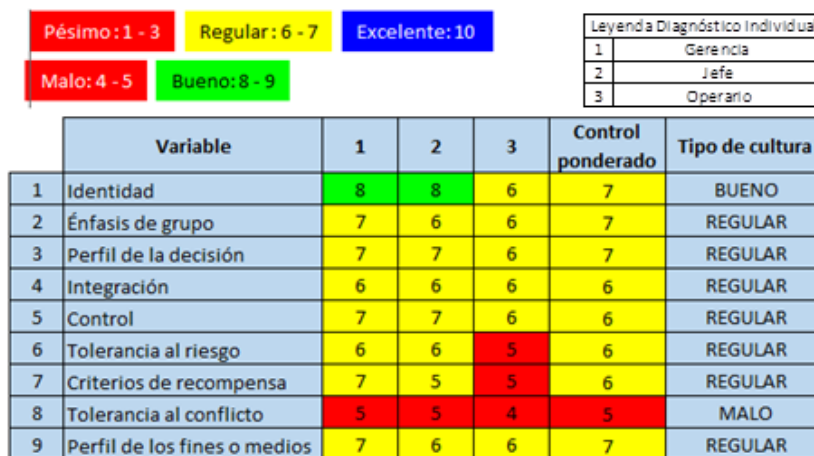 Pésimo: 1 - 3 Regular: 6 - 7 Excelente: 10
Malo: 4 - 5 Bueno: 8 - 9
Leyenda Diagnóstico Individua
1 Gerencia
2 Jefe
3 Operario
Variable 1 2 3 Control ponderado Tipo de cultura
1 Identidad 8 8 6 7 BUENO
2 Énfasis de grupo 7 6 6 7 REGULAR
3 Perfil de la decisión 7 7 6 7 REGULAR
4 Integración 6 6 6 6 REGULAR
5 Control 7 7 6 6 REGULAR
6 Tolerancia al riesgo 6 6 5 6 REGULAR
7 Criterios de recompensa 7 5 5 6 REGULAR
8 Tolerancia al conflicto 5 5 4 5 MALO
9 Perfil de los fines o medios 7 6 6 7 REGULAR